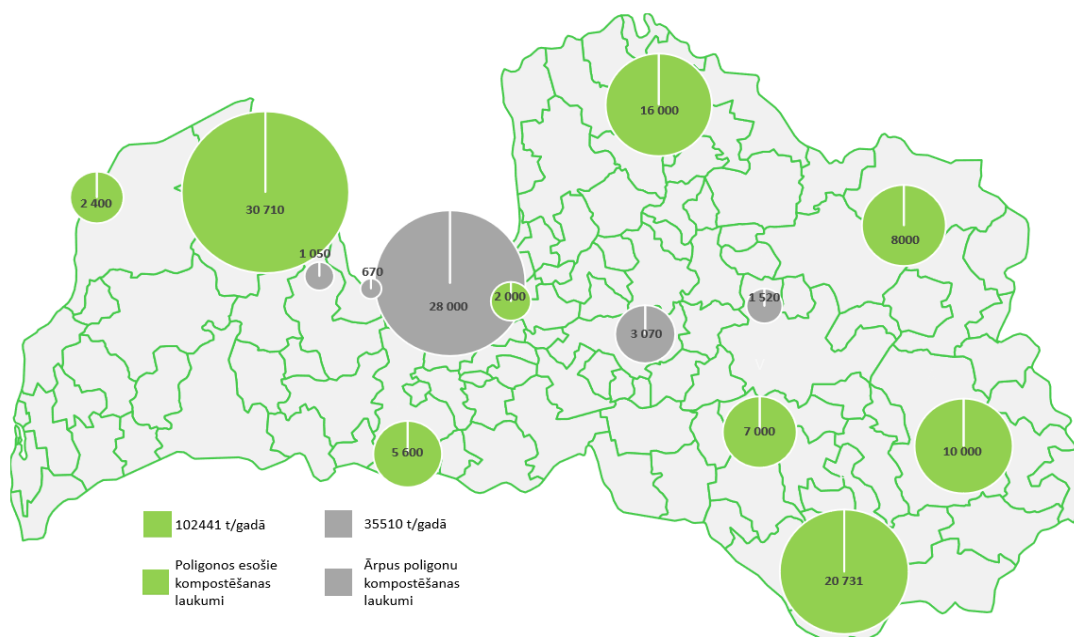 16 000
2 400
30 710
8000
1 050
670
28 000
2 000
1 520
3 070
7 000
5 600
10 000
20 731
102441 t/gadā
35510 t/gadā
Poligonos esošie
kompostēšanas
laukumi
Ārpus poligonu
kompostēšanas
laukumi